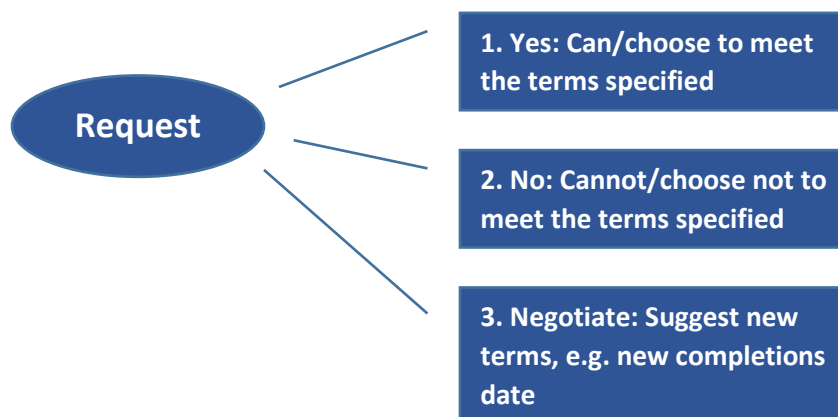 Request
1. Yes: Can/choose to meet
the terms specified
2. No: Cannot/choose not to
meet the terms specified
3. Negotiate: Suggest new
terms, e.g. new completions
date